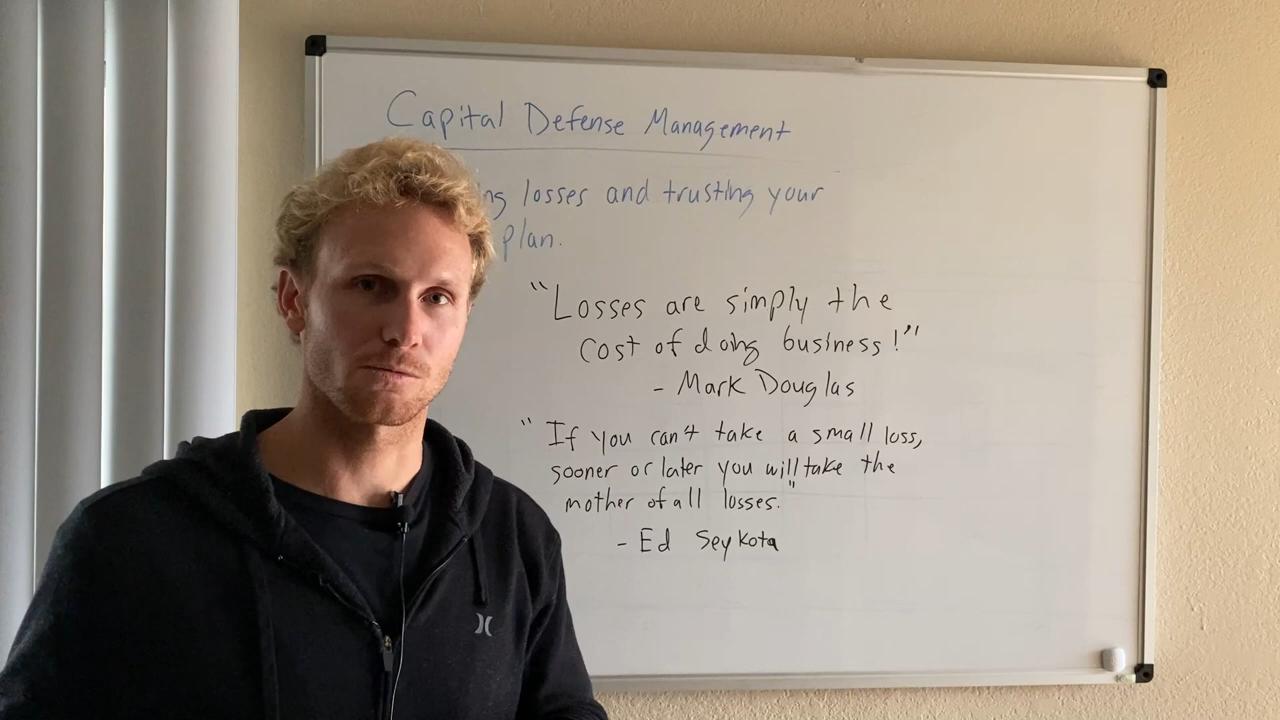 Capital Defense Management
losses and trusting your
plan.
"Losses are simply the
cost of doing business!"
- Mark Douglas
"If you can't take a small loss,
sooner or later you will take the
mother of all losses."
- Ed Seykota